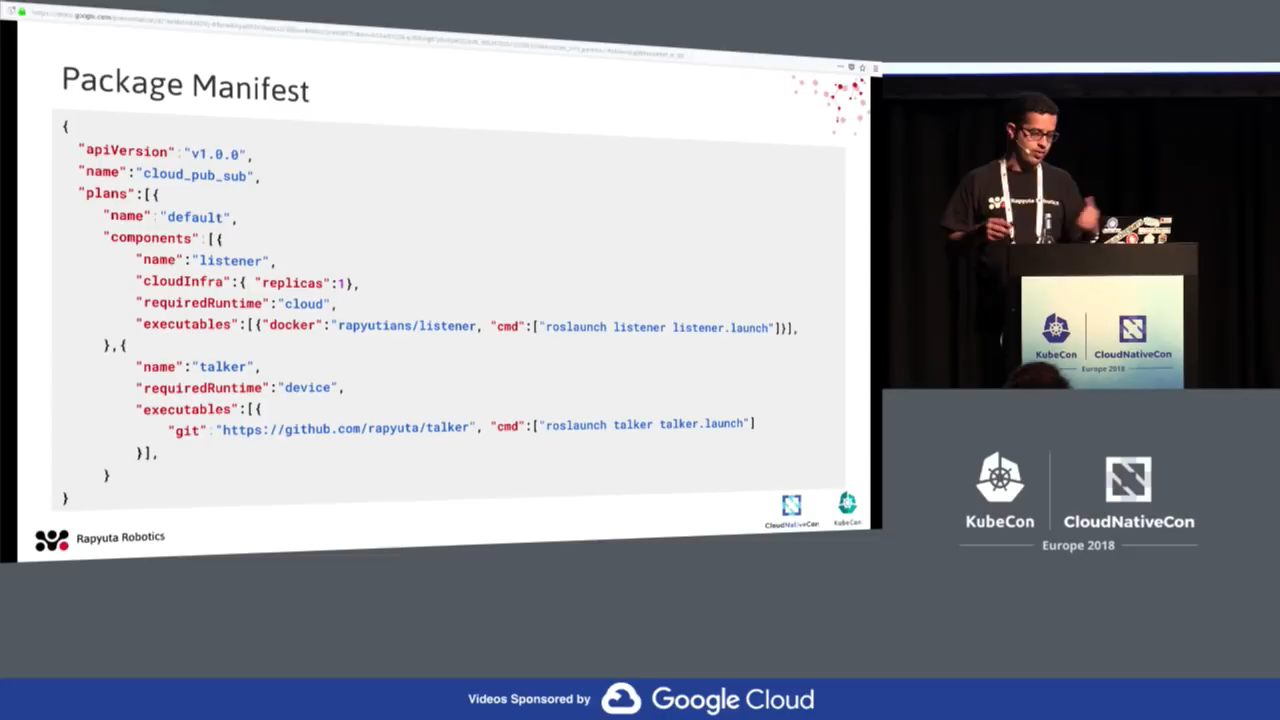 Package Manifest
{
"apiVersion":"v1.0.0",
"name":"cloud_pub_sub",
"plans":[{
"name":"default",
"components":[{
"name":"listener",
"cloudInfra":{ "replicas":1},
"requiredRuntime":"cloud",
"executables":[{"docker":"rapyutians/listener, "cmd":["roslaunch listener listener.launch"]}],
},{
"name":"talker",
"requiredRuntime":"device",
"executables":[{
"git":"https://github.com/rapyuta/talker", "cmd":["roslaunch talker talker.launch"]
}],
}
}
Rapyuta Robotics
CloudNativeCon
KubeCon
Rapyuta Robotics
KubeCon
CloudNativeCon
Europe 2018
KubeCon
CloudNativeCon
Europe 2018
Videos Sponsored by Google Cloud